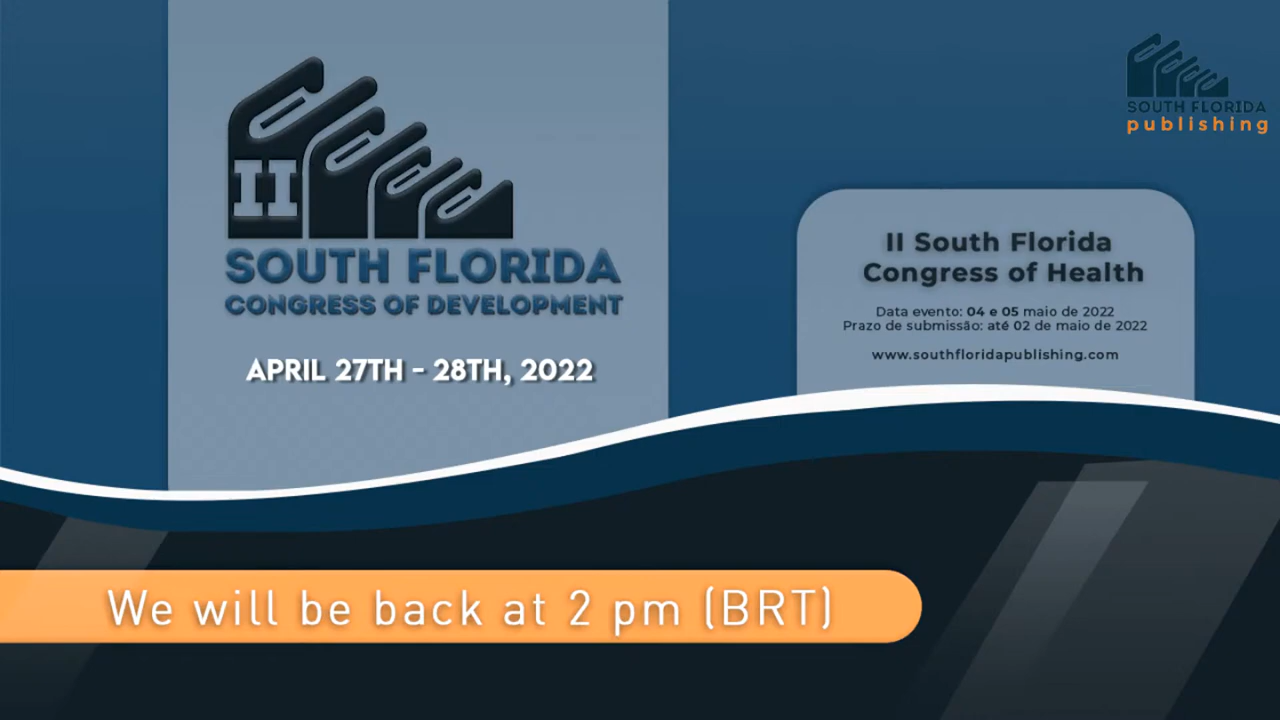 II
SOUTH FLORIDA
CONGRESS OF DEVELOPMENT
APRIL 27TH - 28TH, 2022
SOUTH FLORIDA
publishing
II South Florida
Congress of Health
Data evento: 04 e 05 maio de 2022
Prazo de submissão: até 02 de maio de 2022
www.southfloridapublishing.com
We will be back at 2 pm (BRT)